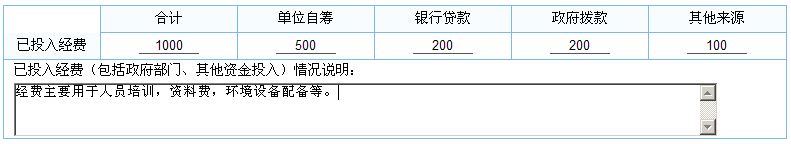 合计 单位自筹 银行贷款 政府拨款 其他来源
已投入经费 1000 500 200 200 100
已投入经费（包括政府部门、其他资金投入）情况说明：
经费主要用于人员培训，资料费，环境设备配备等。